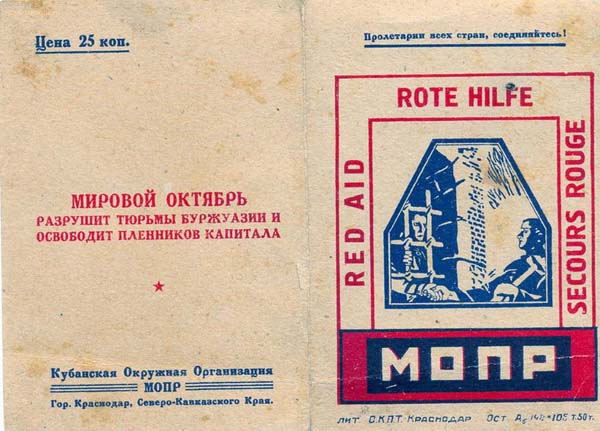 Цена 25 коп.
МИРОВОЙ ОКТЯБРЬ
РАЗРУШИТ ТЮРЬМЫ БУРЖУАЗИИ И
ОСВОБОДИТ ПЛЕННИКОВ КАПИТАЛА
Кубанская Окружная Организация
МОПР
Гор. Краснодар, Северо-Кавказского Края.
Пролетарии всех стран, соединяйтесь!
ROTE HILFE
RED AID
SECOURS ROUGE
МОПР
ЛИТ С.К.П.Т. КРАСНОДАР ОСТ